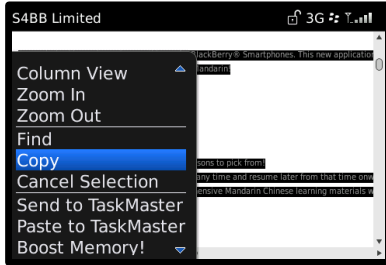 S4BB Limited 3G
BlackBerry® Smartphones. This new application
Mandarin!
Column View
Zoom In
Zoom Out
Find
Copy
Cancel Selection
Send to TaskMaster
Paste to TaskMaster
Boost Memory!
sons to pick from!
any time and resume later from that time onw
ensive Mandarin Chinese learning materials w